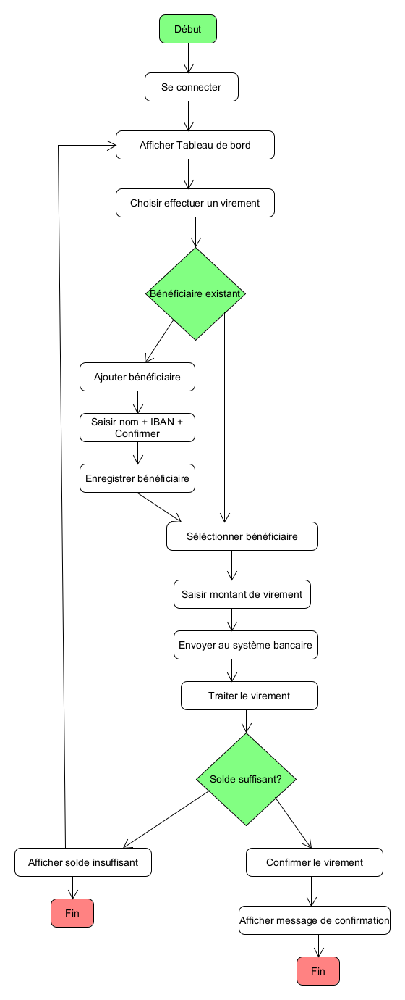 Début
Se connecter
Afficher Tableau de bord
Choisir effectuer un virement
Bénéficiaire existant
Ajouter bénéficiaire
Saisir nom + IBAN +
Confirmer
Enregistrer bénéficiaire
Séléctionner bénéficiaire
Saisir montant de virement
Envoyer au système bancaire
Traiter le virement
Solde suffisant?
Afficher solde insuffisant
Confirmer le virement
Fin
Afficher message de confirmation
Fin